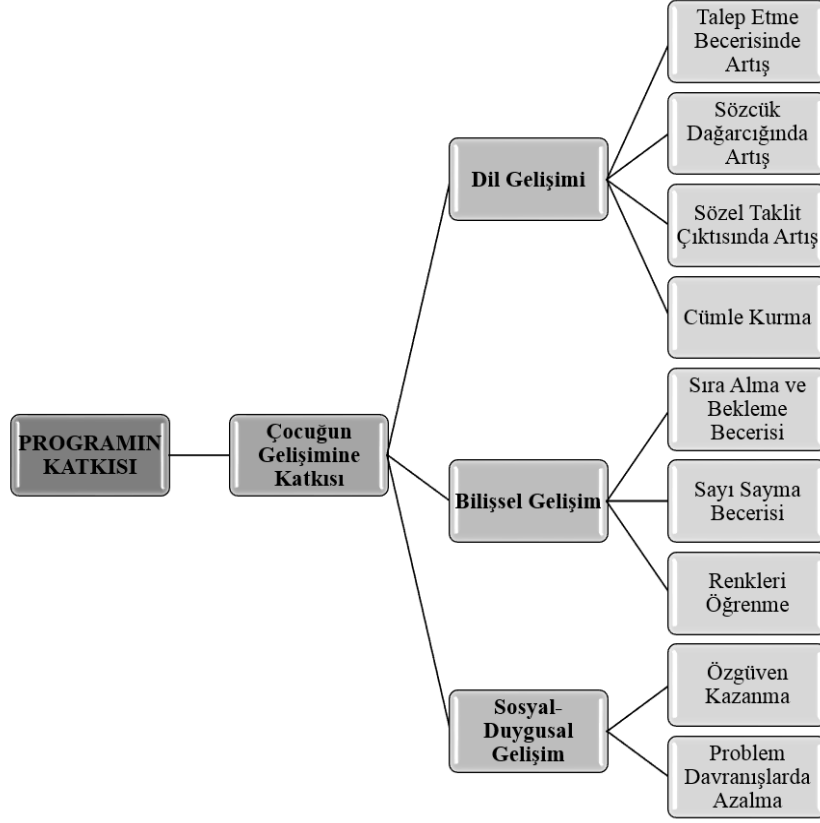 PROGRAMIN
KATKISI
Çocuğun
Gelişimine
Katkısı
Dil Gelişimi
Talep Etme
Becerisinde
Artış
Sözcük
Dağarcığında
Artış
Sözel Taklit
Çıktısında Artış
Cümle Kurma
Bilişsel Gelişim
Sıra Alma ve
Bekleme
Becerisi
Sayı Sayma
Becerisi
Renkleri
Öğrenme
Sosyal-
Duygusal
Gelişim
Özgüven
Kazanma
Problem
Davranışlarda
Azalma